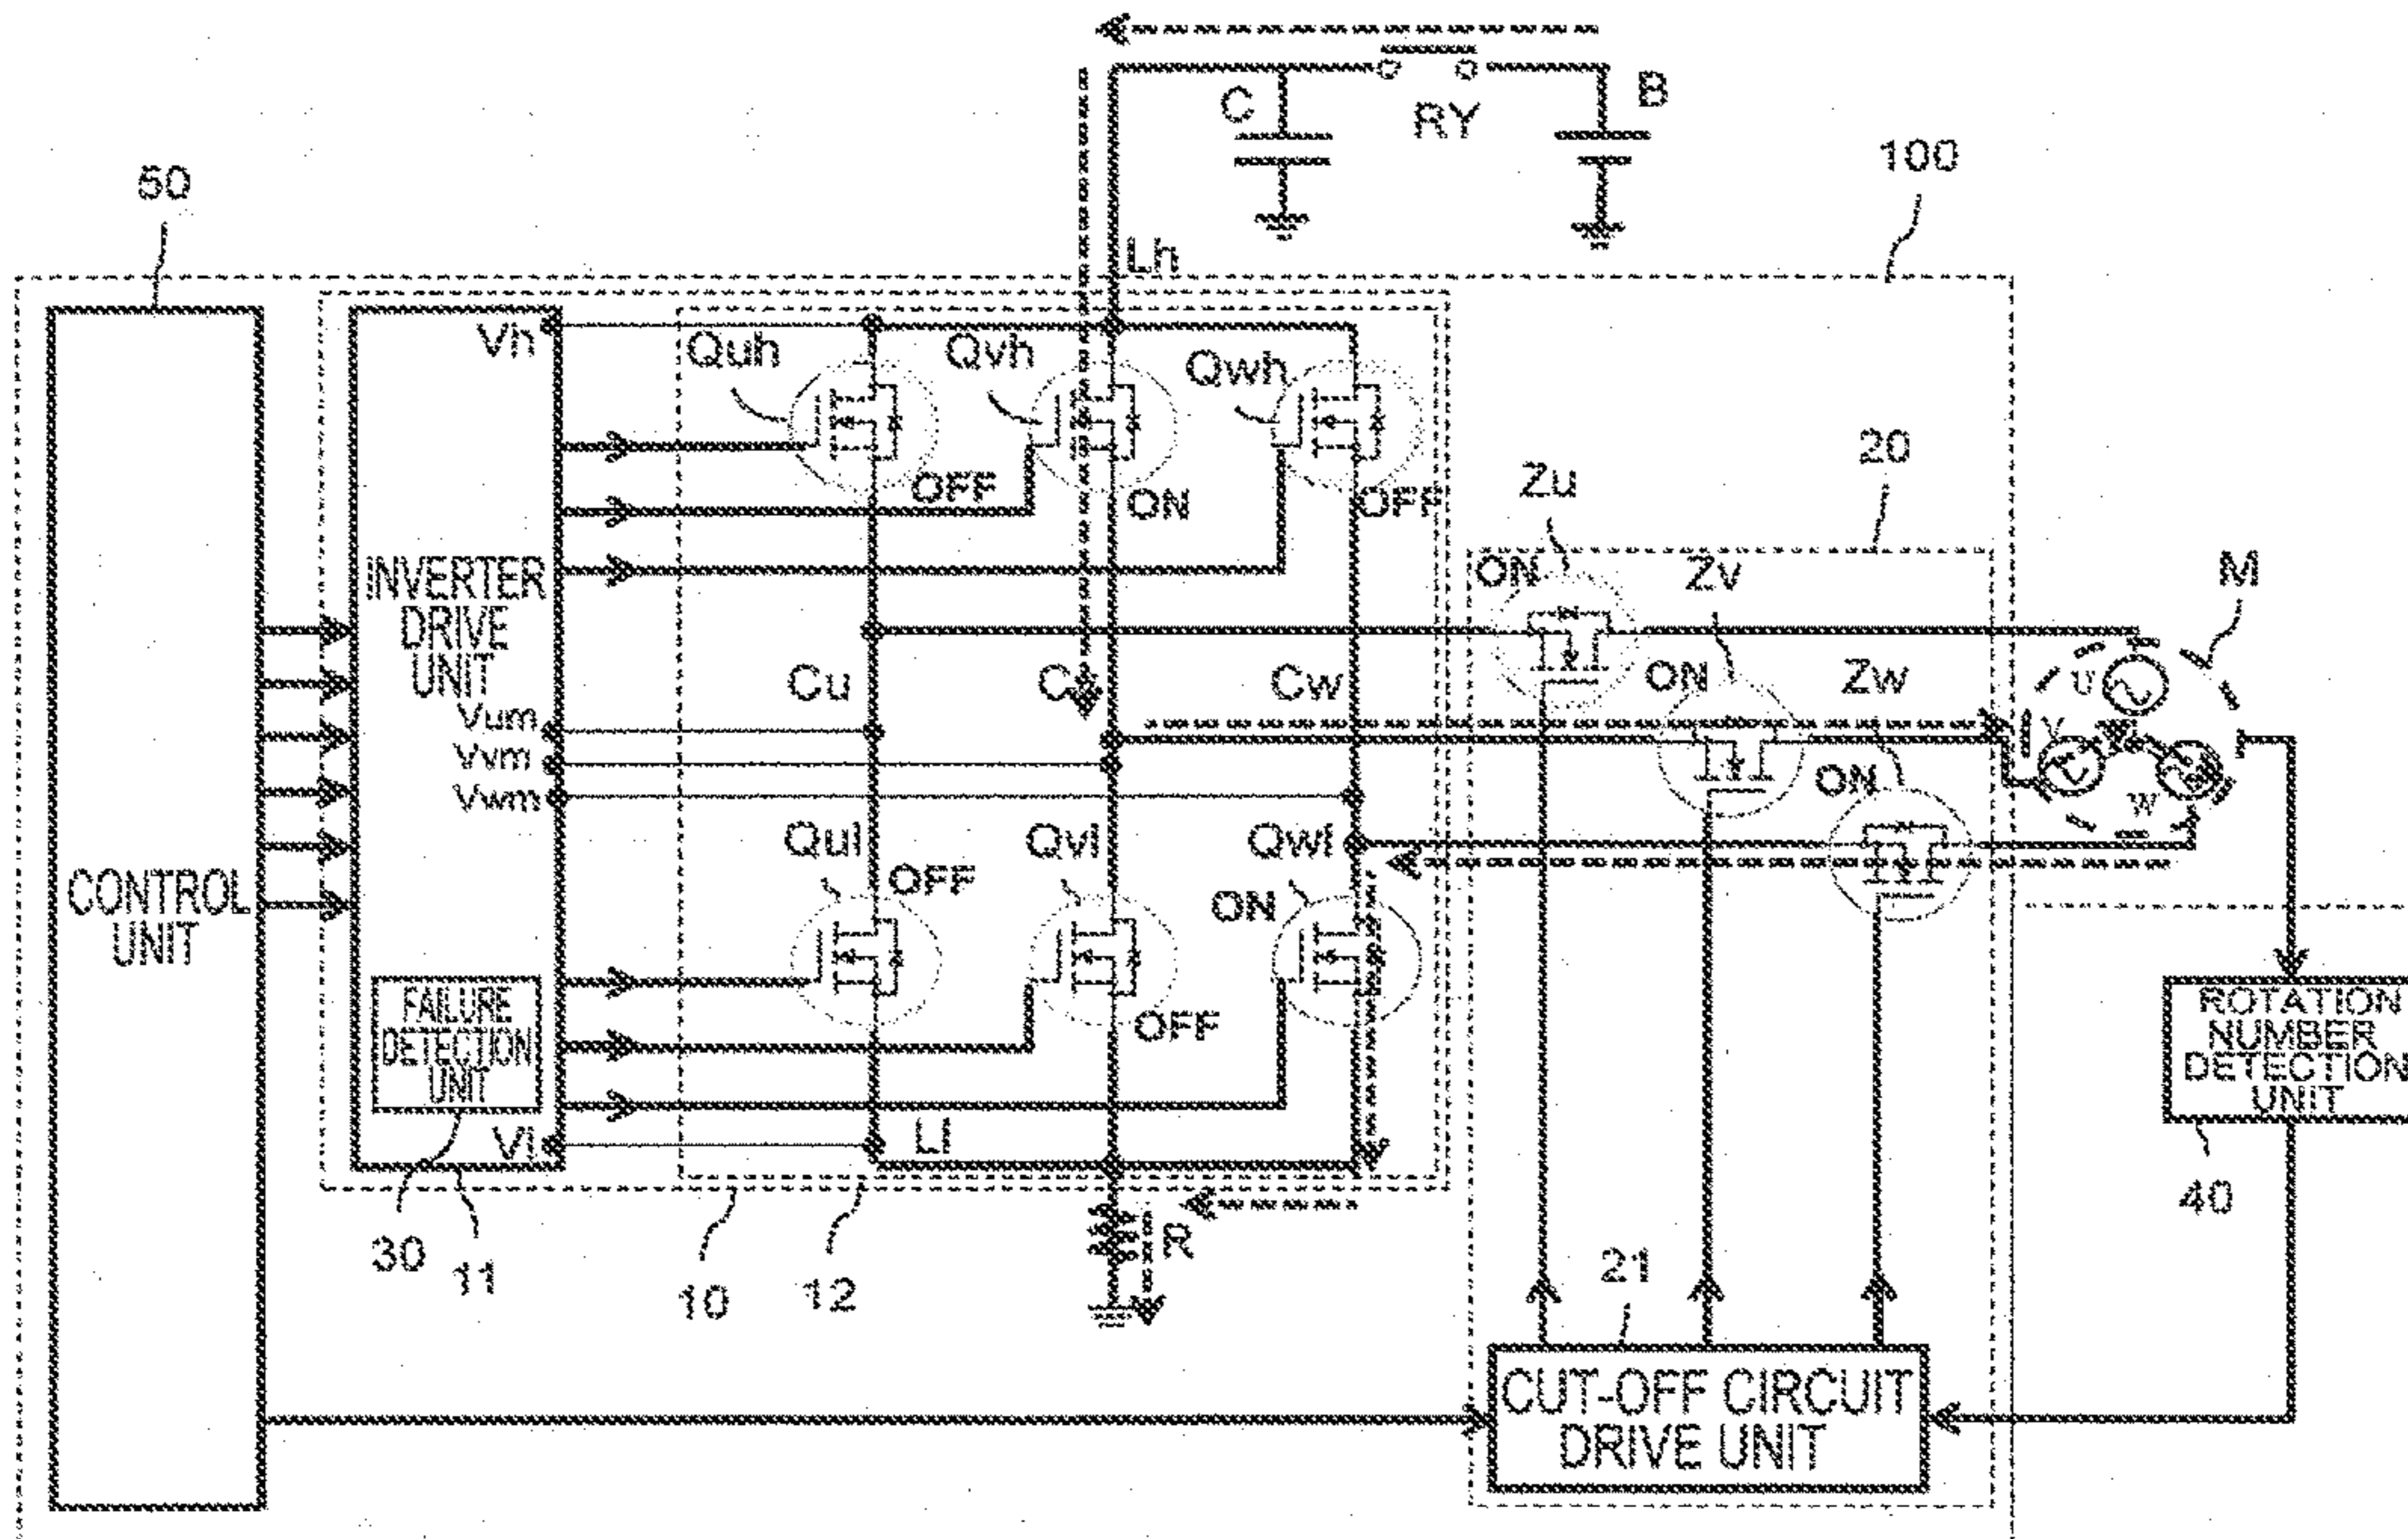 C
RY
B
100
Lh
Vh
Quh
Qvh
Qwh
OFF
ON
OFF
20
Zu
ON
Zv
M
INVERTER
DRIVE
UNIT
Cu
Cw
ON
Zw
U
V
W
Vum
Vvm
Vwm
ON
Qul
Qvl
Qwl
OFF
ON
CONTROL
UNIT
OFF
FAILURE
DETECTION
UNIT
ROTATION
NUMBER
DETECTION
UNIT
Vl
Ll
40
30
11
10
12
R
21
CUT-OFF CIRCUIT
DRIVE UNIT